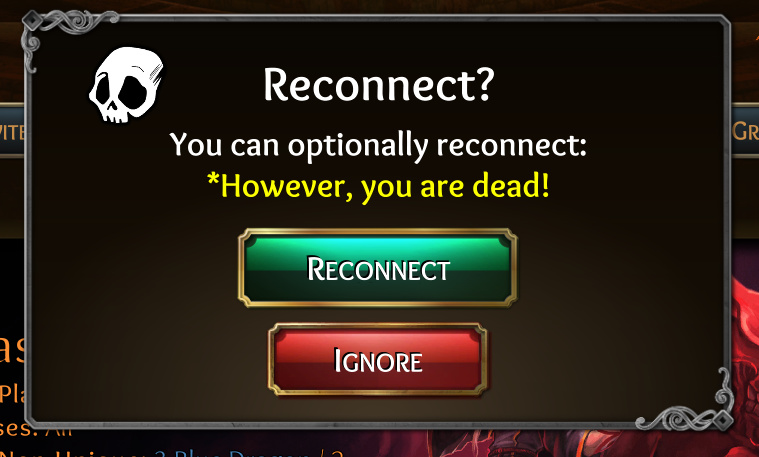 Reconnect?
You can optionally reconnect:
*However, you are dead!
RECONNECT
IGNORE